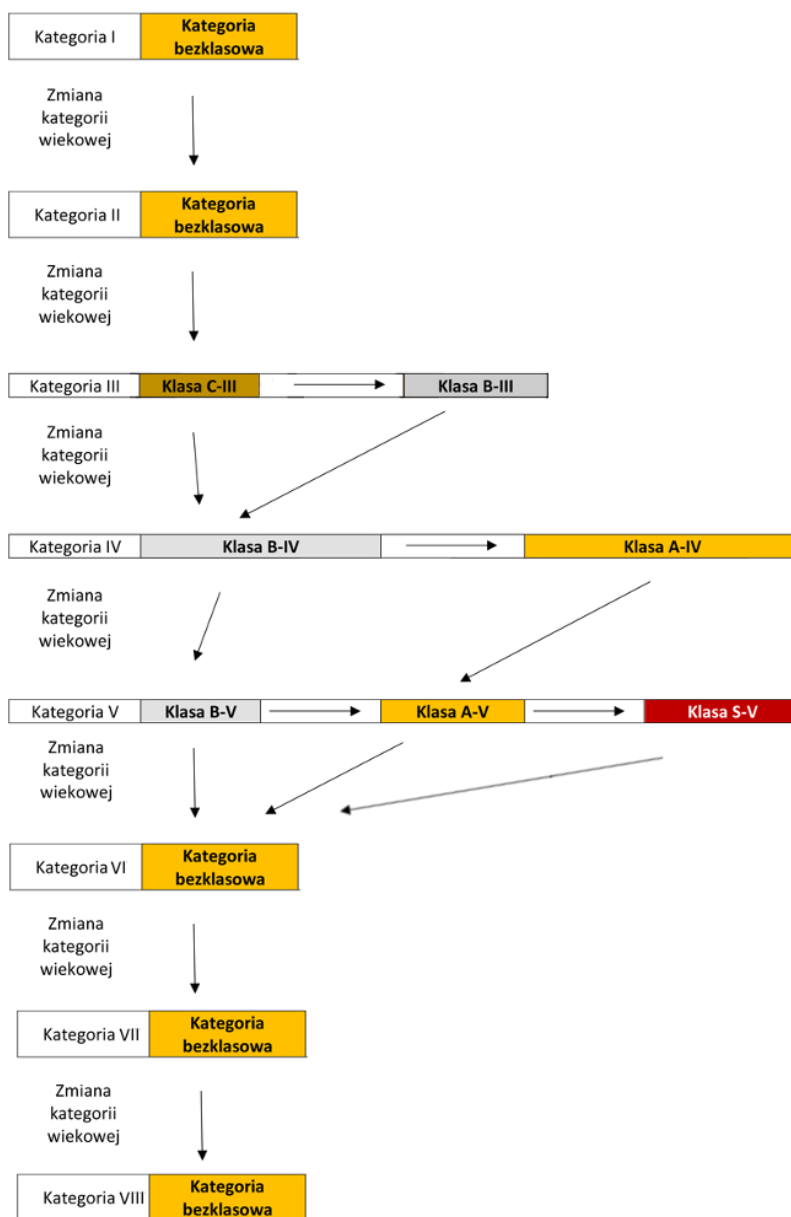 Kategoria I
Kategoria
bezklasowa
Zmiana
kategorii
wiekowej
Kategoria II
Kategoria
bezklasowa
Zmiana
kategorii
wiekowej
Kategoria III
Klasa C-III
Klasa B-III
Zmiana
kategorii
wiekowej
Kategoria IV
Klasa B-IV
Klasa A-IV
Zmiana
kategorii
wiekowej
Kategoria V
Klasa B-V
Klasa A-V
Klasa S-V
Zmiana
kategorii
wiekowej
Kategoria VI
Kategoria
bezklasowa
Zmiana
kategorii
wiekowej
Kategoria VII
Kategoria
bezklasowa
Zmiana
kategorii
wiekowej
Kategoria VIII
Kategoria
bezklasowa